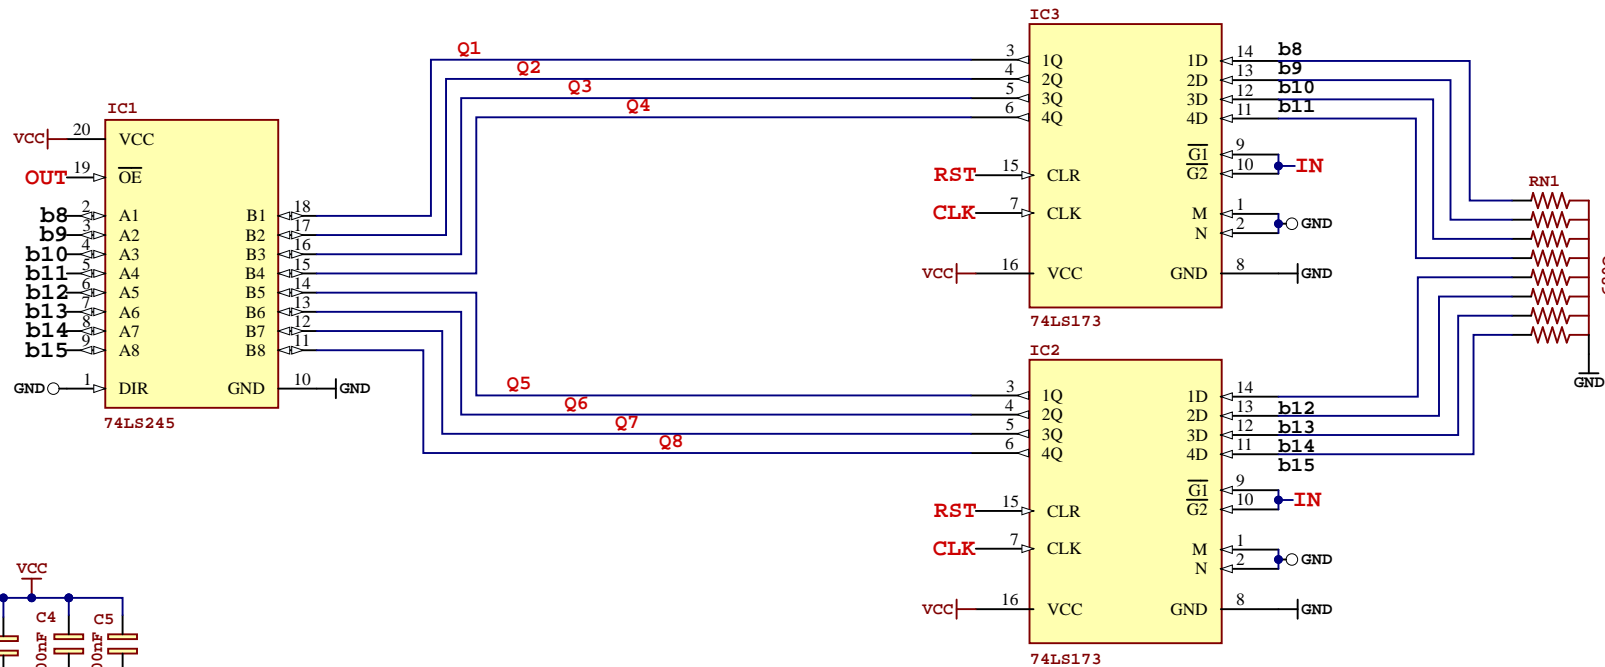 IC1
VCC 20 VCC
OUT 19 OE
b8 2 A1 B1 18
b9 3 A2 B2 17
b10 4 A3 B3 16
b11 5 A4 B4 15
b12 6 A5 B5 14
b13 7 A6 B6 13
b14 8 A7 B7 12
b15 9 A8 B8 11
GND 1 DIR GND 10 GND
74LS245
Q1
Q2
Q3
Q4
Q5
Q6
Q7
Q8
IC3
3 1Q 1D 14 b8
4 2Q 2D 13 b9
5 3Q 3D 12 b10
6 4Q 4D 11 b11
G1 9
RST 15 CLR G2 10 IN
CLK 7 CLK M 1
N 2 GND
VCC 16 VCC GND 8 GND
74LS173
RN1
GND
IC2
3 1Q 1D 14
4 2Q 2D 13 b12
5 3Q 3D 12 b13
6 4Q 4D 11 b14
b15
G1 9
RST 15 CLR G2 10 IN
CLK 7 CLK M 1
N 2 GND
VCC 16 VCC GND 8 GND
74LS173
VCC
C4
C5